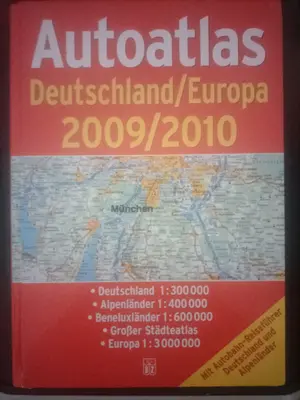 Autoatlas
Deutschland/Europa
2009/2010
München
• Deutschland 1:300 000
• Alpenländer 1:400 000
• Beneluxländer 1:600 000
• Großer Städteatlas
• Europa 1:3 000 000
Mit Autobahn-Reiseführer
Deutschland und
Alpenländer